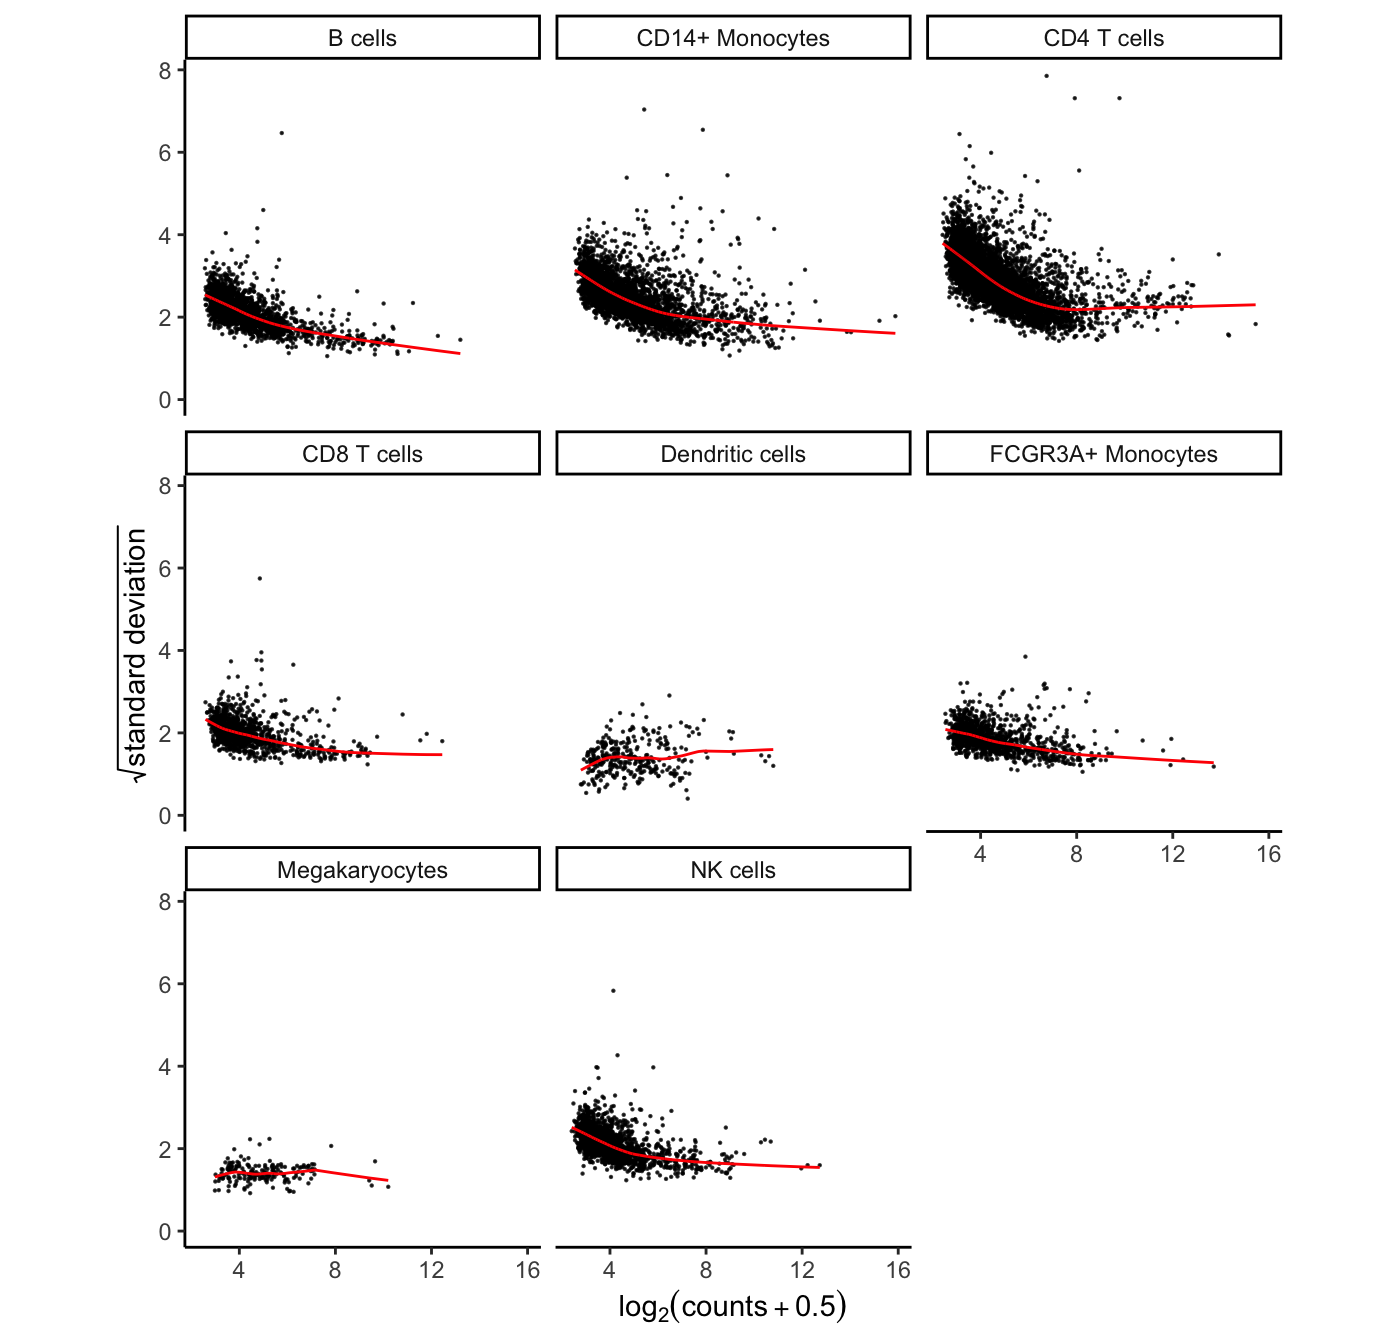 B cells
CD14+ Monocytes
CD4 T cells
8
6
4
2
0
CD8 T cells
Dendritic cells
FCGR3A+ Monocytes
8
6
4
2
0
4 8 12 16
√standard deviation
Megakaryocytes
NK cells
8
6
4
2
0
4 8 12 16
4 8 12 16
log₂(counts + 0.5)